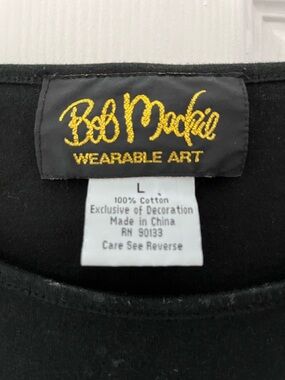 Bob Mackie
WEARABLE ART
L
100% Cotton
Exclusive of Decoration
Made in China
RN 90133
Care See Reverse